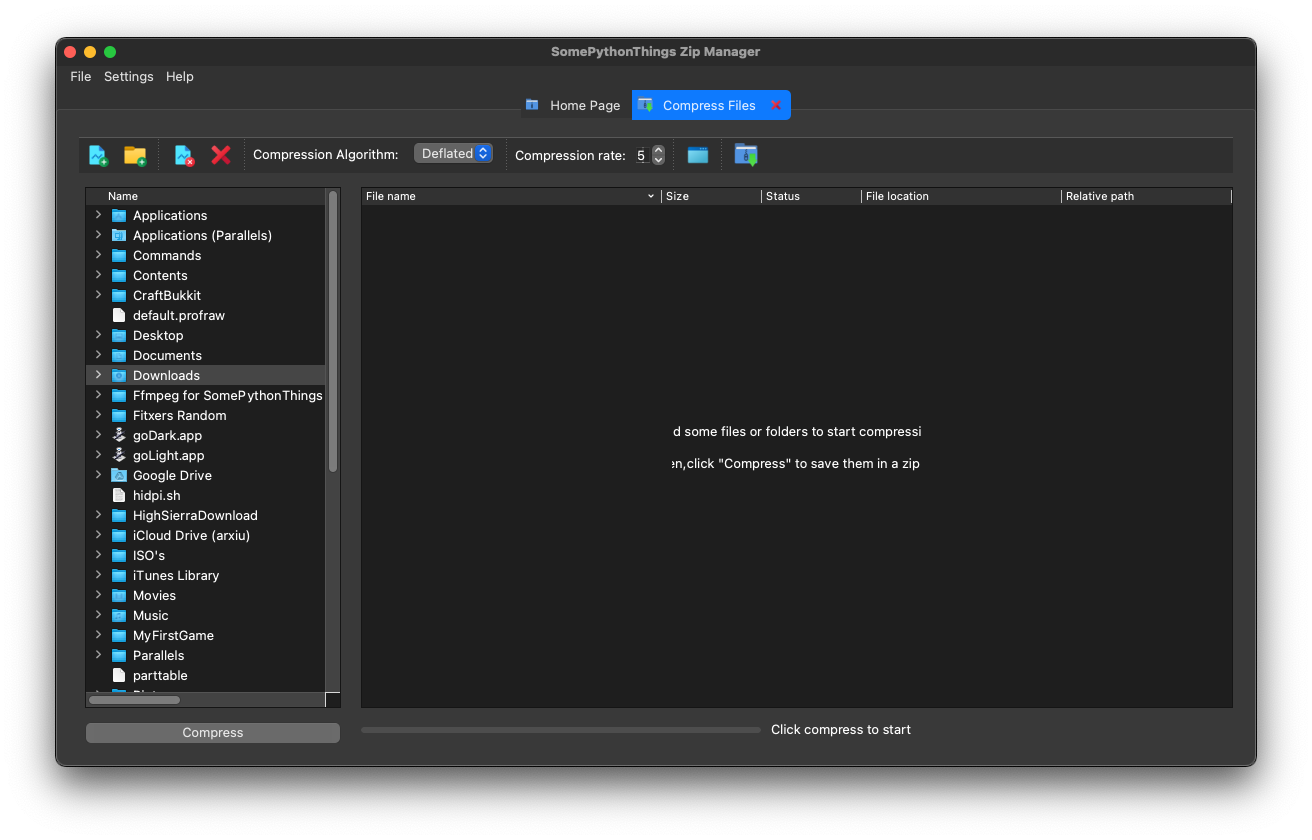 SomePythonThings Zip Manager
File Settings Help
Home Page Compress Files
Compression Algorithm: Deflated Compression rate: 5
Name
Applications
Applications (Parallels)
Commands
Contents
CraftBukkit
default.profraw
Desktop
Documents
Downloads
Ffmpeg for SomePythonThings
Fitxers Random
goDark.app
goLight.app
Google Drive
hidpi.sh
HighSierraDownload
iCloud Drive (arxiu)
ISO's
iTunes Library
Movies
Music
MyFirstGame
Parallels
parttable
File name Size Status File location Relative path
d some files or folders to start compressi
en,click "Compress" to save them in a zip
Compress
Click compress to start